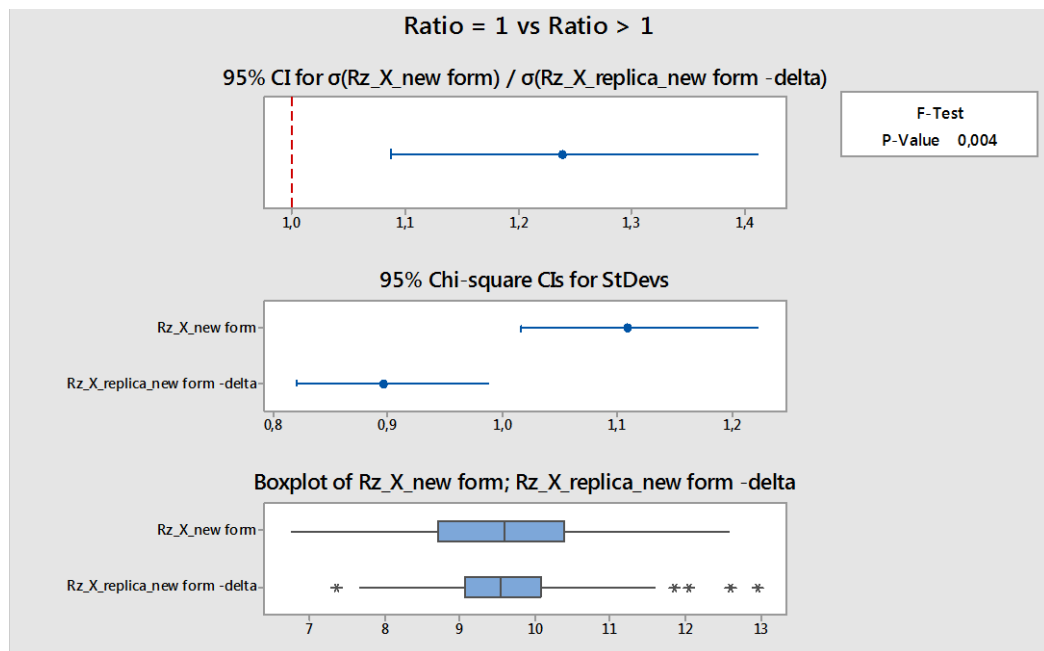 Ratio = 1 vs Ratio > 1
95% CI for σ(Rz_X_new form) / σ(Rz_X_replica_new form -delta)
F-Test
P-Value 0,004
1,0 1,1 1,2 1,3 1,4
95% Chi-square CIs for StDevs
Rz_X_new form
Rz_X_replica_new form -delta
0,8 0,9 1,0 1,1 1,2
Boxplot of Rz_X_new form; Rz_X_replica_new form -delta
Rz_X_new form
Rz_X_replica_new form -delta
7 8 9 10 11 12 13